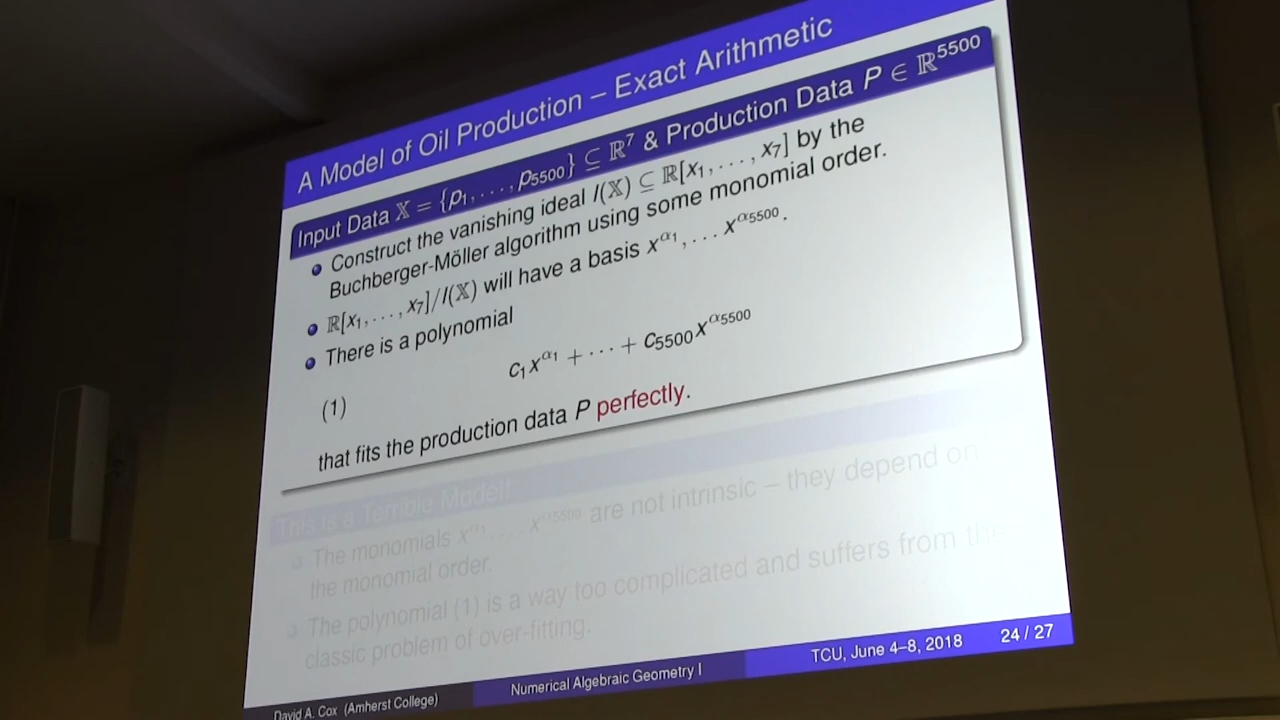 A Model of Oil Production – Exact Arithmetic
Input Data 𝕏 = {p₁, . . . , p₅₅₀₀} ⊆ ℝ⁷ & Production Data P ∈ ℝ⁵⁵⁰⁰
Construct the vanishing ideal I(𝕏) ⊆ ℝ[x₁, . . . , x₇] by the
Buchberger-Möller algorithm using some monomial order.
ℝ[x₁, . . . , x₇]/I(𝕏) will have a basis x^{α₁}, . . . x^{α₅₅₀₀}.
There is a polynomial
(1) c₁x^{α₁} + · · · + c₅₅₀₀x^{α₅₅₀₀}
that fits the production data P perfectly.
This is a Terrible Model!
The monomials x^{α₁}, . . . , x^{α₅₅₀₀} are not intrinsic – they depend on
the monomial order.
The polynomial (1) is a way too complicated and suffers from the
classic problem of over-fitting.
David A. Cox (Amherst College)
Numerical Algebraic Geometry I
TCU, June 4–8, 2018
24 / 27